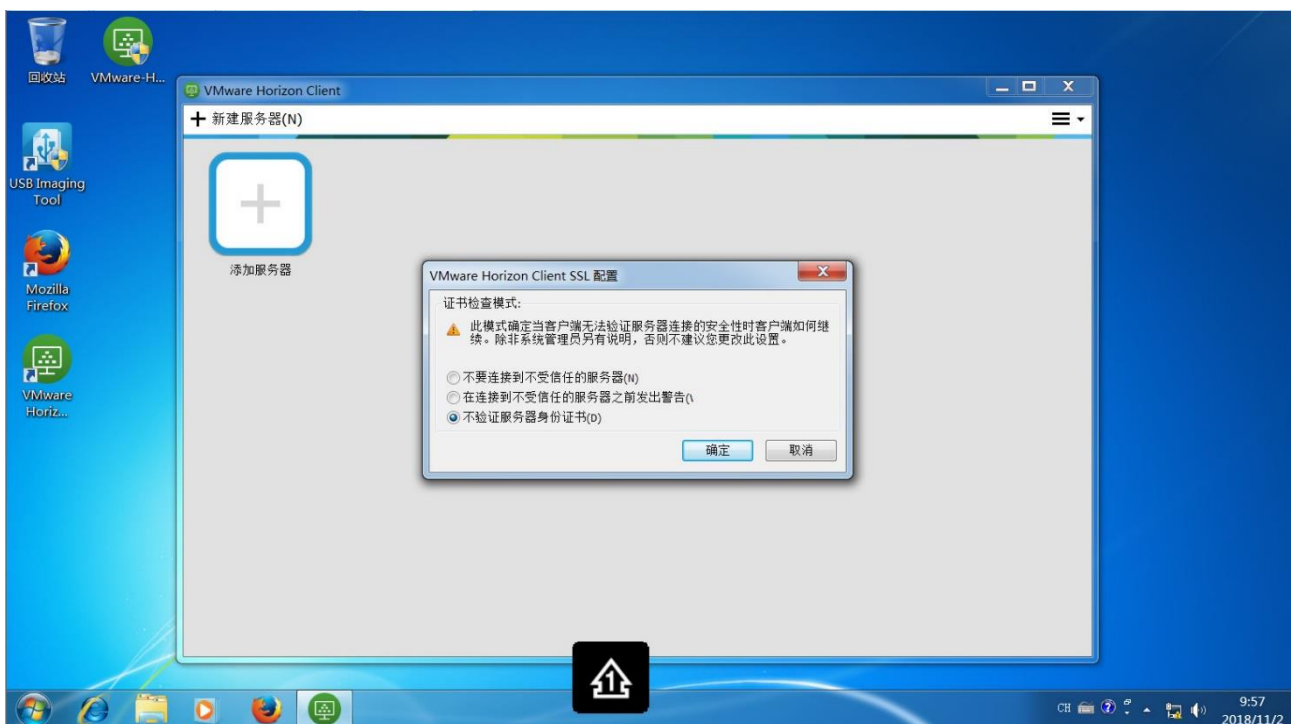 回收站
VMware-H...
USB Imaging
Tool
Mozilla
Firefox
VMware
Horiz...
VMware Horizon Client
新建服务器(N)
添加服务器
VMware Horizon Client SSL 配置
证书检查模式:
此模式确定当客户端无法验证服务器连接的安全性时客户端如何继
续。除非系统管理员另有说明，否则不建议您更改此设置。
不要连接到不受信任的服务器(N)
在连接到不受信任的服务器之前发出警告(\
不验证服务器身份证书(D)
确定
取消
1
CH
9:57
2018/11/2